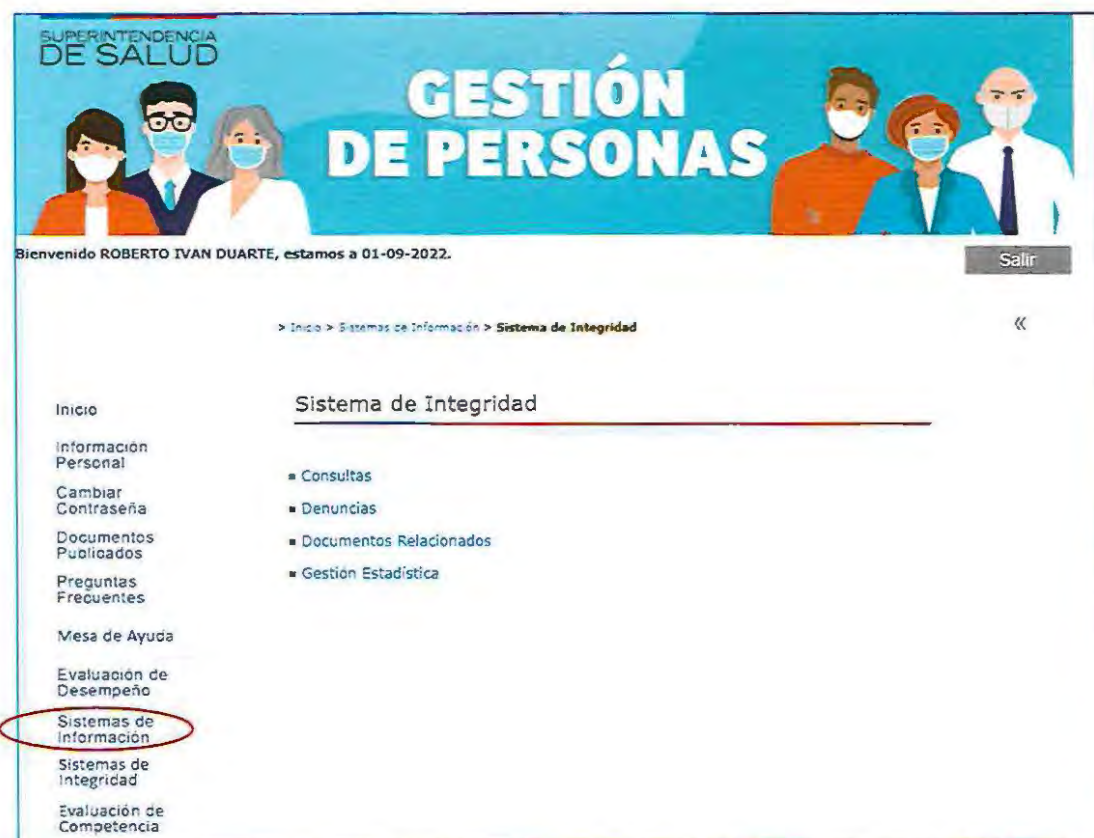 SUPERINTENDENCIA
DE SALUD
GESTIÓN
DE PERSONAS
Bienvenido ROBERTO IVAN DUARTE, estamos a 01-09-2022.
Salir
> Inicio > Sistemas de Información > Sistema de Integridad
«
Sistema de Integridad
Inicio
Información
Personal
Cambiar
Contraseña
Documentos
Publicados
Preguntas
Frecuentes
Mesa de Ayuda
Evaluación de
Desempeño
Sistemas de
Información
Sistemas de
Integridad
Evaluación de
Competencia
▪ Consultas
▪ Denuncias
▪ Documentos Relacionados
▪ Gestión Estadística